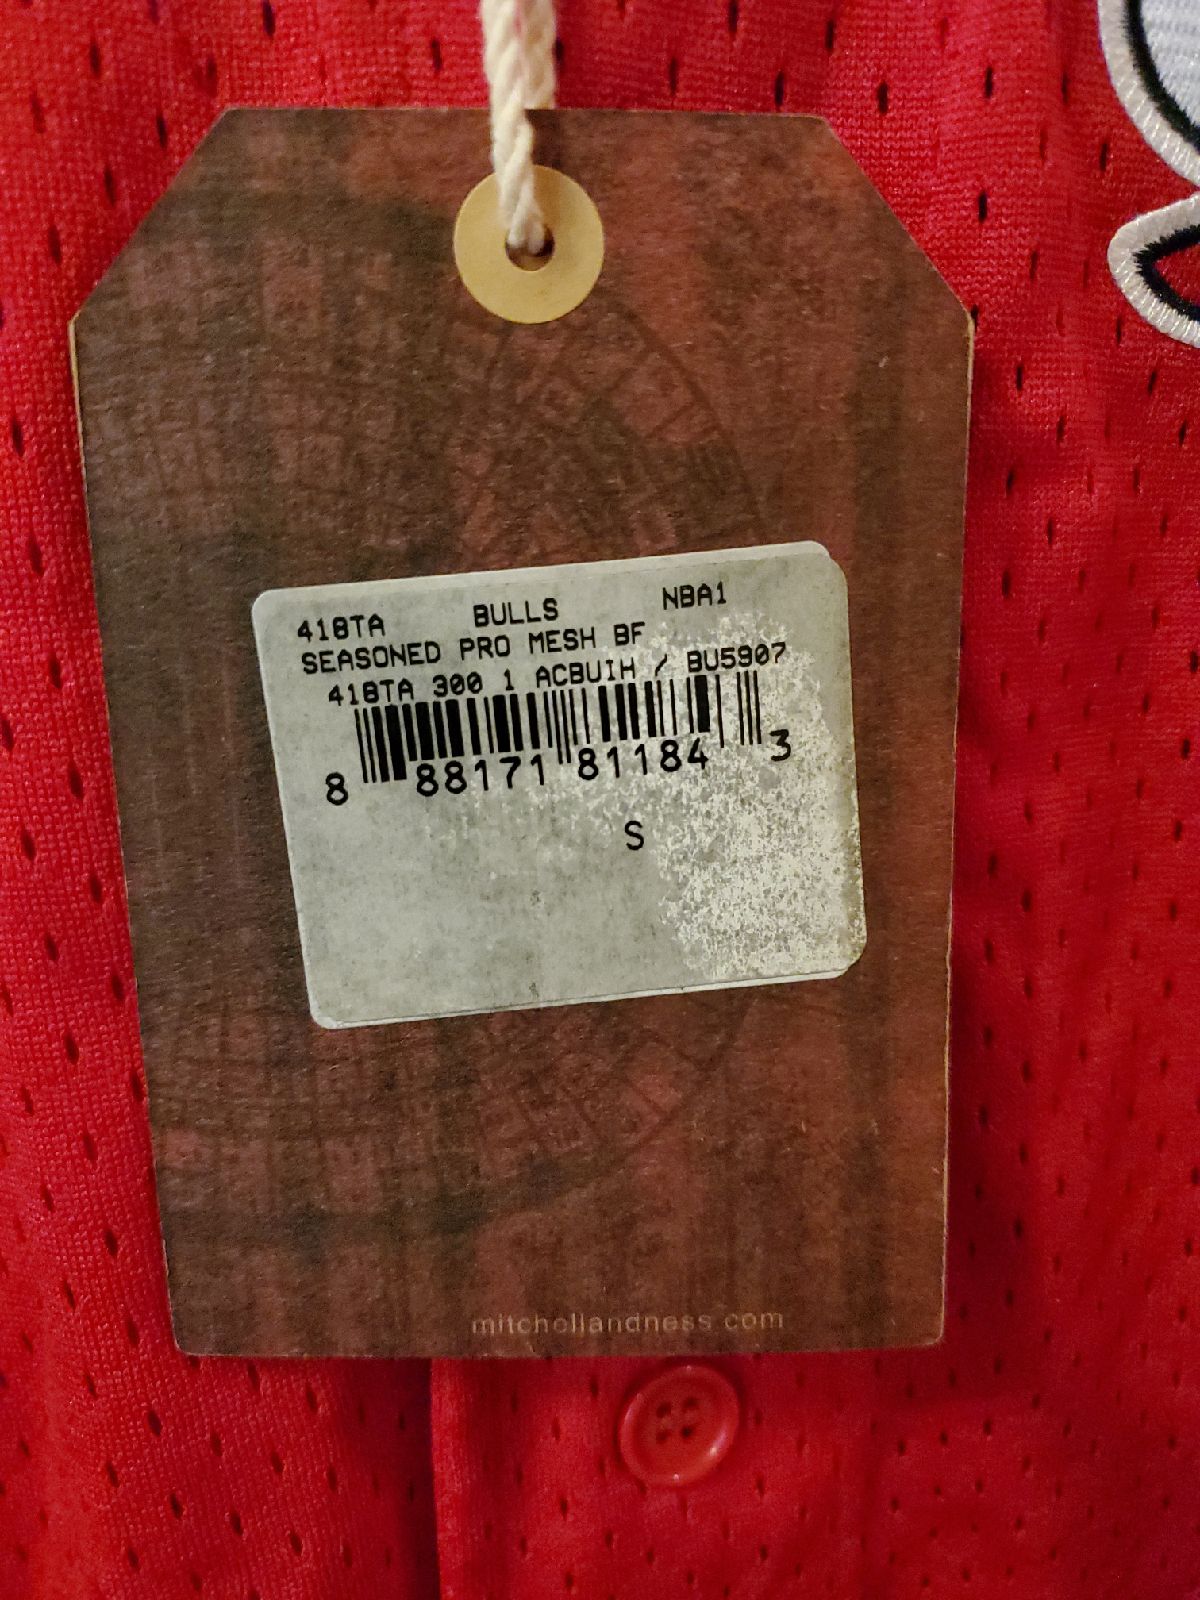 418TA BULLS NBA1
SEASONED PRO MESH BF
418TA 300 1 ACBUIH / BU5907
8 88171 81184 3
S
mitchellandness.com